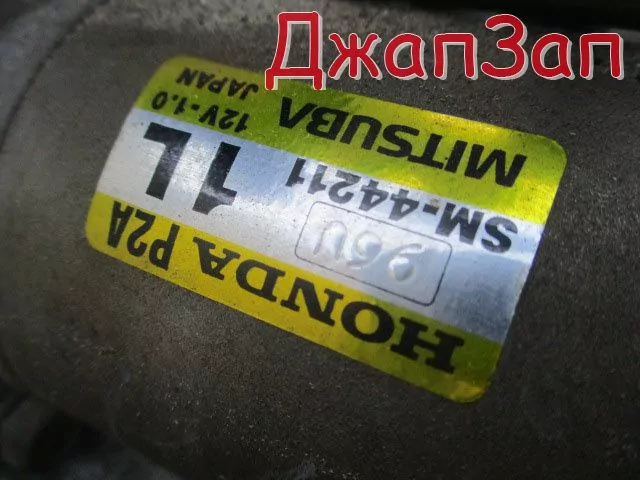 ДжапЗап
HONDA P2A
96U
SM-44211 1L
MITSUBA 12V-1.0
JAPAN